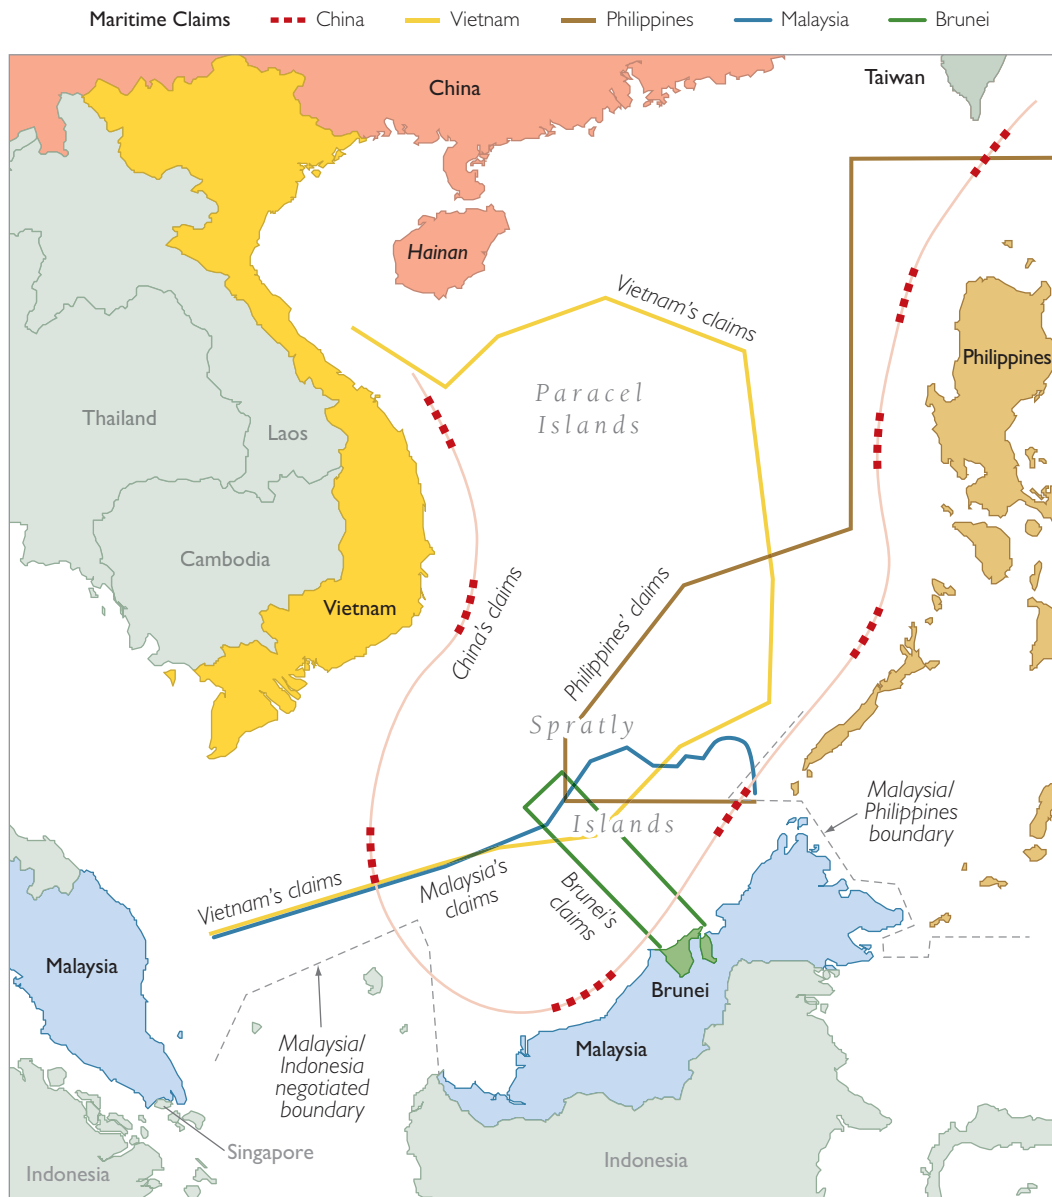 Maritime Claims China Vietnam Philippines Malaysia Brunei
China
Taiwan
Hainan
Vietnam's claims
Philippines
Paracel
Islands
Thailand
Laos
Cambodia
Vietnam
China's claims
Philippines' claims
Spratly
Islands
Malaysia/
Philippines
boundary
Vietnam's claims
Malaysia's
claims
Brunei's
claims
Malaysia
Brunei
Malaysia/
Indonesia
negotiated
boundary
Malaysia
Singapore
Indonesia
Indonesia